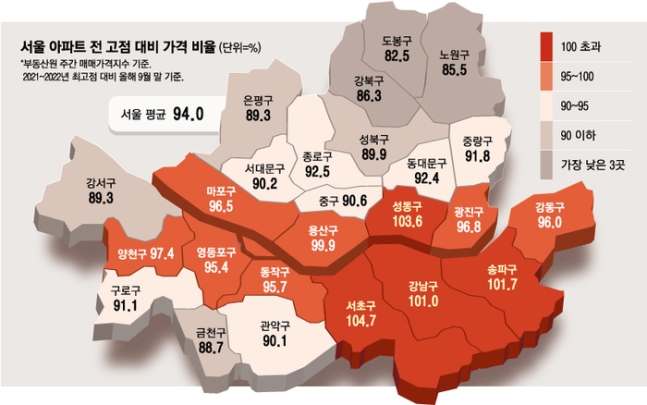 서울 아파트 전 고점 대비 가격 비율 (단위=%)
*부동산원 주간 매매가격지수 기준.
2021~2022년 최고점 대비 올해 9월 말 기준.
서울 평균 94.0
100 초과
95~100
90~95
90 이하
가장 낮은 3곳
도봉구
82.5
노원구
85.5
강북구
86.3
은평구
89.3
성북구
89.9
중랑구
91.8
종로구
92.5
서대문구
90.2
동대문구
92.4
강서구
89.3
마포구
96.5
중구 90.6
성동구
103.6
광진구
96.8
강동구
96.0
용산구
99.9
양천구 97.4
영등포구
95.4
동작구
95.7
송파구
101.7
강남구
101.0
서초구
104.7
구로구
91.1
금천구
88.7
관악구
90.1